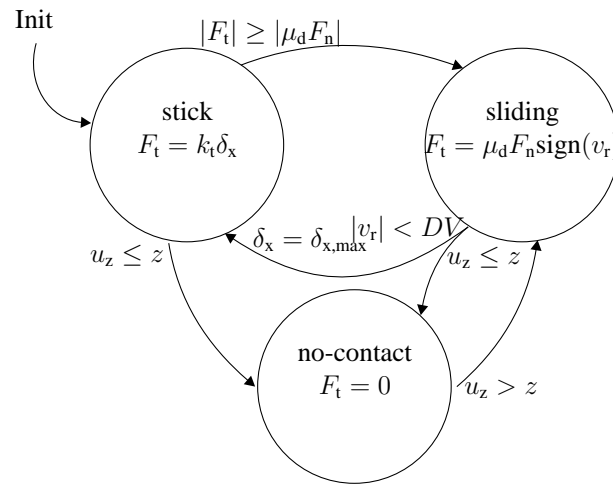 Init
|F_t| ≥ |μ_d F_n|
stick
F_t = k_t δ_x
sliding
F_t = μ_d F_n sign(v_r)
δ_x = δ_x,max
|v_r| < DV
u_z ≤ z
u_z ≤ z
no-contact
F_t = 0
u_z > z